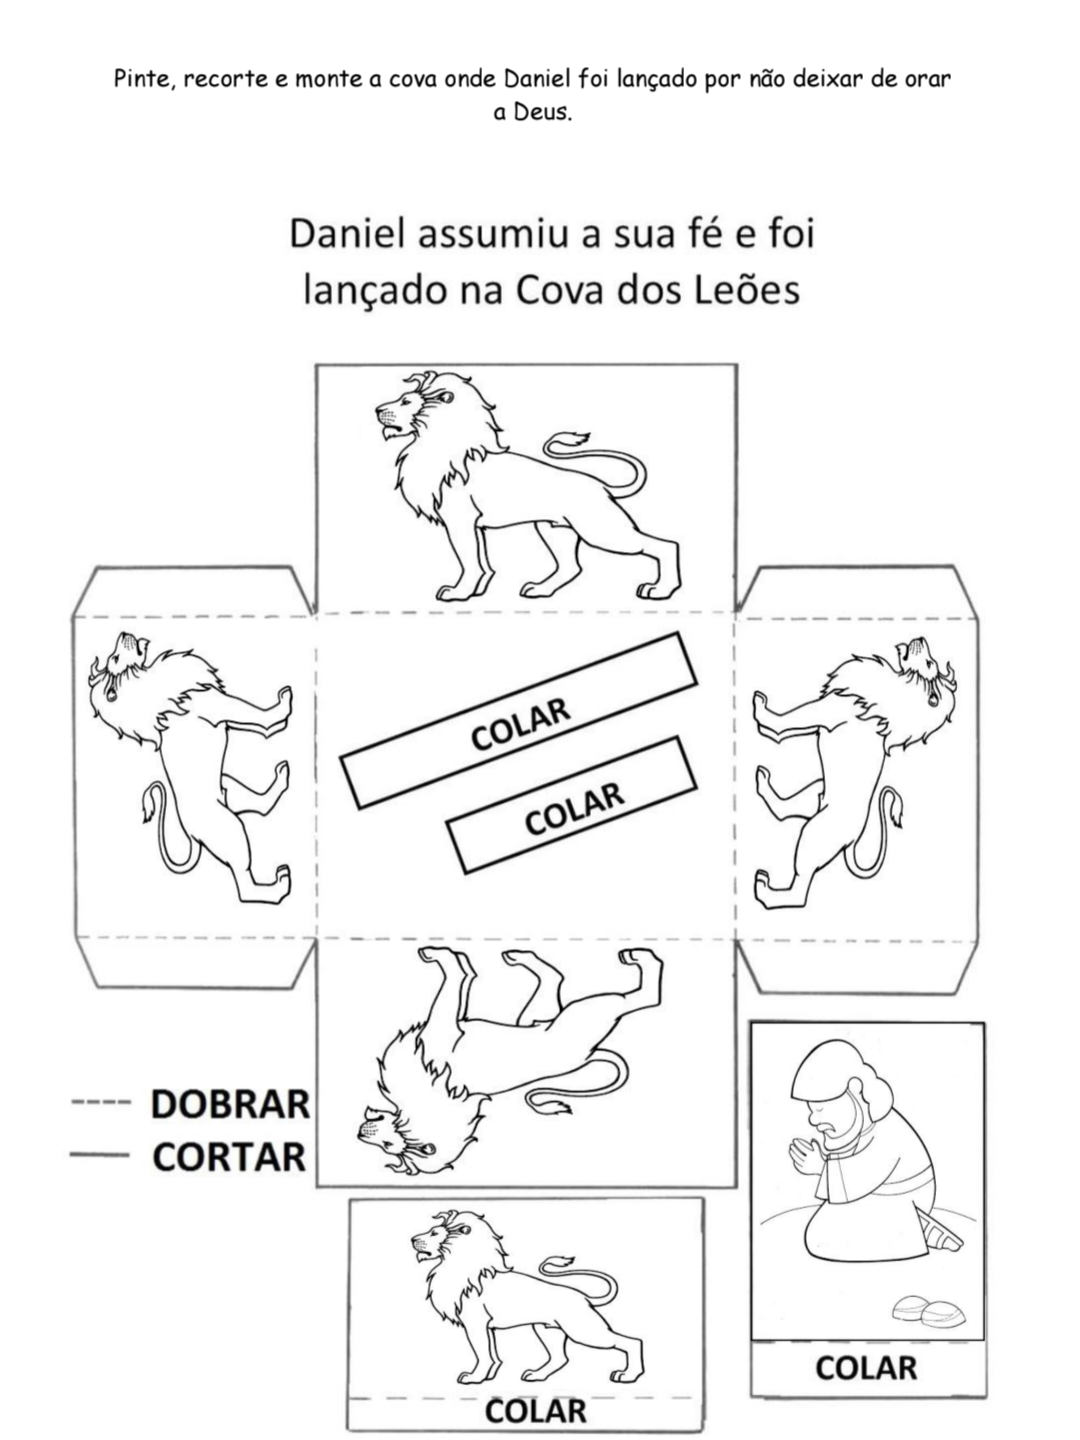 Pinte, recorte e monte a cova onde Daniel foi lançado por não deixar de orar
a Deus.
Daniel assumiu a sua fé e foi
lançado na Cova dos Leões
COLAR
COLAR
DOBRAR
CORTAR
COLAR
COLAR